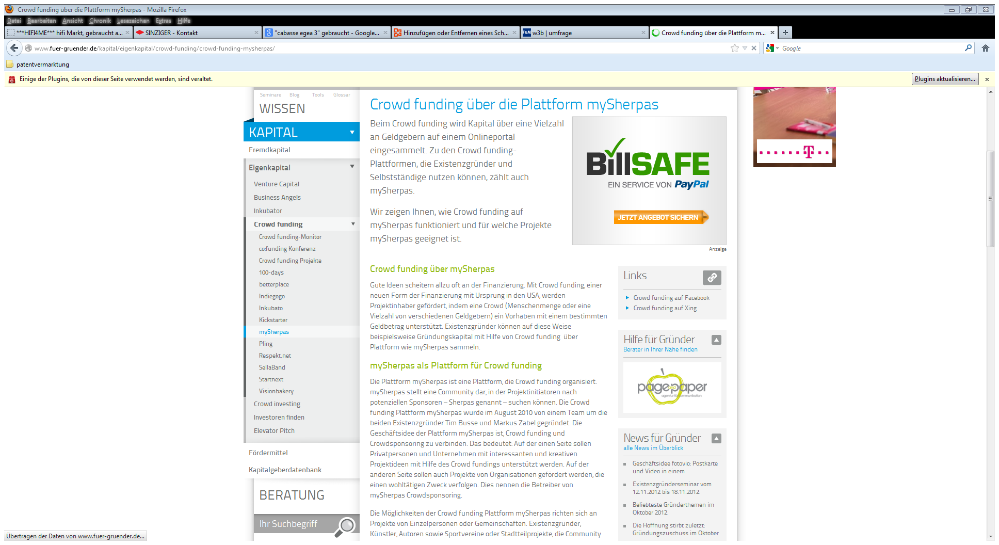 Crowd funding über die Plattform mySherpas - Mozilla Firefox
Datei Bearbeiten Ansicht Chronik Lesezeichen Extras Hilfe
***HIFI4ME*** hifi Markt, gebraucht a...
SINZIGER - Kontakt
"cabasse egea 3" gebraucht - Google...
Hinzufügen oder Entfernen eines Sch...
F&M w3b | umfrage
Crowd funding über die Plattform m...
www.fuer-gruender.de/kapital/eigenkapital/crowd-funding/crowd-funding-mysherpas/
Google
patentvermarktung
Einige der Plugins, die von dieser Seite verwendet werden, sind veraltet.
Plugins aktualisieren...
Seminare Blog Tools Glossar
WISSEN
KAPITAL
Fremdkapital
Eigenkapital
Venture Capital
Business Angels
Inkubator
Crowd funding
Crowd funding-Monitor
co:funding Konferenz
Crowd funding Projekte
100-days
betterplace
Indiegogo
Inkubato
Kickstarter
mySherpas
Pling
Respekt.net
SellaBand
Startnext
Visionbakery
Crowd investing
Investoren finden
Elevator Pitch
Fördermittel
Kapitalgeberdatenbank
BERATUNG
Ihr Suchbegriff
Crowd funding über die Plattform mySherpas
Beim Crowd funding wird Kapital über eine Vielzahl
an Geldgebern auf einem Onlineportal
eingesammelt. Zu den Crowd funding-
Plattformen, die Existenzgründer und
Selbstständige nutzen können, zählt auch
mySherpas.
Wir zeigen Ihnen, wie Crowd funding auf
mySherpas funktioniert und für welche Projekte
mySherpas geeignet ist.
BillSAFE
EIN SERVICE VON PayPal
JETZT ANGEBOT SICHERN
Anzeige
T
Crowd funding über mySherpas
Gute Ideen scheitern allzu oft an der Finanzierung. Mit Crowd funding, einer
neuen Form der Finanzierung mit Ursprung in den USA, werden
Projektinhaber gefördert, indem eine Crowd (Menschenmenge oder eine
Vielzahl von verschiedenen Geldgebern) ein Vorhaben mit einem bestimmten
Geldbetrag unterstützt. Existenzgründer können auf diese Weise
beispielsweise Gründungskapital mit Hilfe von Crowd funding über
Plattform wie mySherpas sammeln.
mySherpas als Plattform für Crowd funding
Die Plattform mySherpas ist eine Plattform, die Crowd funding organisiert.
mySherpas stellt eine Community dar, in der Projektinitiatoren nach
potenziellen Sponsoren – Sherpas genannt – suchen können. Die Crowd
funding Plattform mySherpas wurde im August 2010 von einem Team um die
beiden Existenzgründer Tim Busse und Markus Zabel gegründet. Die
Geschäftsidee der Plattform mySherpas ist, Crowd funding und
Crowdsponsoring zu verbinden. Das bedeutet: Auf der einen Seite sollen
Privatpersonen und Unternehmen mit interessanten und kreativen
Projektideen mit Hilfe des Crowd fundings unterstützt werden. Auf der
anderen Seite sollen auch Projekte von Organisationen gefördert werden, die
einen wohltätigen Zweck verfolgen. Dies nennen die Betreiber von
mySherpas Crowdsponsoring.
Die Möglichkeiten der Crowd funding Plattform mySherpas richten sich an
Projekte von Einzelpersonen oder Gemeinschaften. Existenzgründer,
Künstler, Autoren sowie Sportvereine oder Stadtteilprojekte, die Community
Links
Crowd funding auf Facebook
Crowd funding auf Xing
Hilfe für Gründer
Berater in Ihrer Nähe finden
page and paper
agentur für kommunikation
News für Gründer
alle News im Überblick
Geschäftsidee fotovio: Postkarte
und Video in einem
Existenzgründerseminar vom
12.11.2012 bis 18.11.2012
Beliebteste Gründerthemen im
Oktober 2012
Die Hoffnung stirbt zuletzt:
Gründungszuschuss im Oktober
Übertragen der Daten von www.fuer-gruender.de...